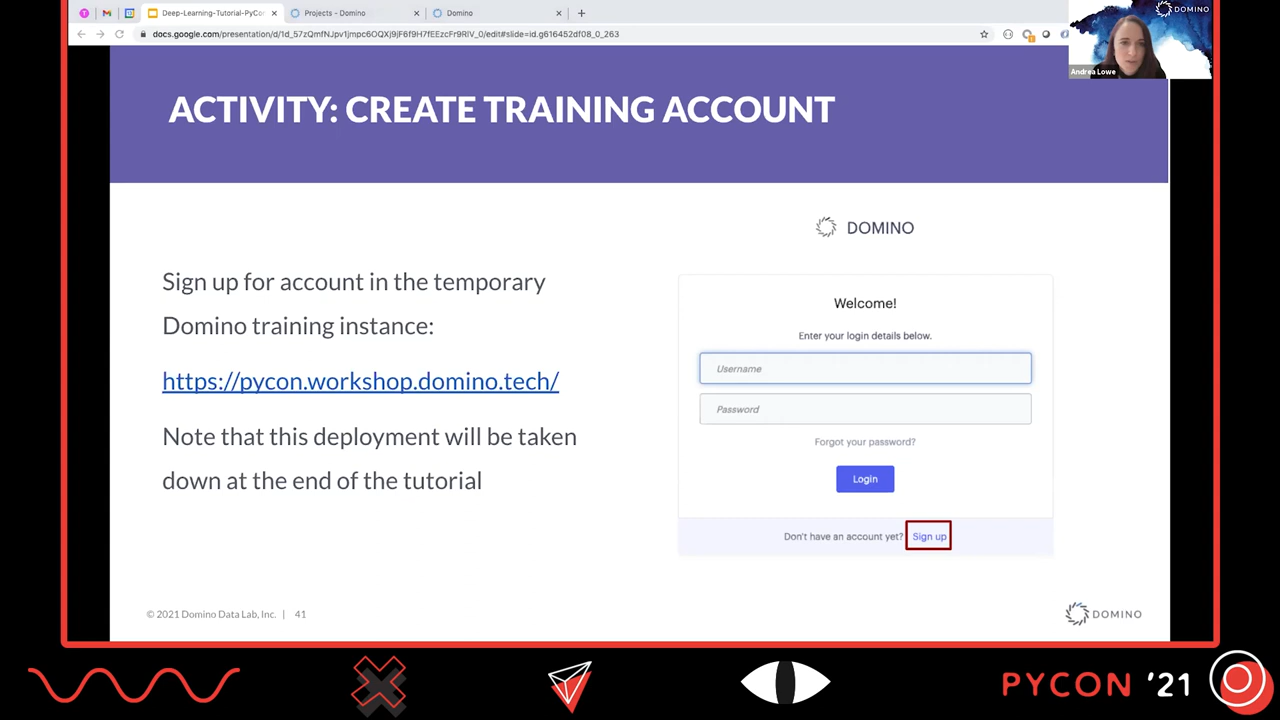 Deep-Learning-Tutorial-PyCor
Projects - Domino
Domino
docs.google.com/presentation/d/1d_57zQmfNJpv1jmpc6OQXj9jF6f9H7fEEzcFr9RlV_0/edit#slide=id.g616452df08_0_263
DOMINO
Andrea Lowe
ACTIVITY: CREATE TRAINING ACCOUNT
Sign up for account in the temporary
Domino training instance:
https://pycon.workshop.domino.tech/
Note that this deployment will be taken
down at the end of the tutorial
DOMINO
Welcome!
Enter your login details below.
Username
Password
Forgot your password?
Login
Don't have an account yet? Sign up
© 2021 Domino Data Lab, Inc. | 41
DOMINO
PYCON '21